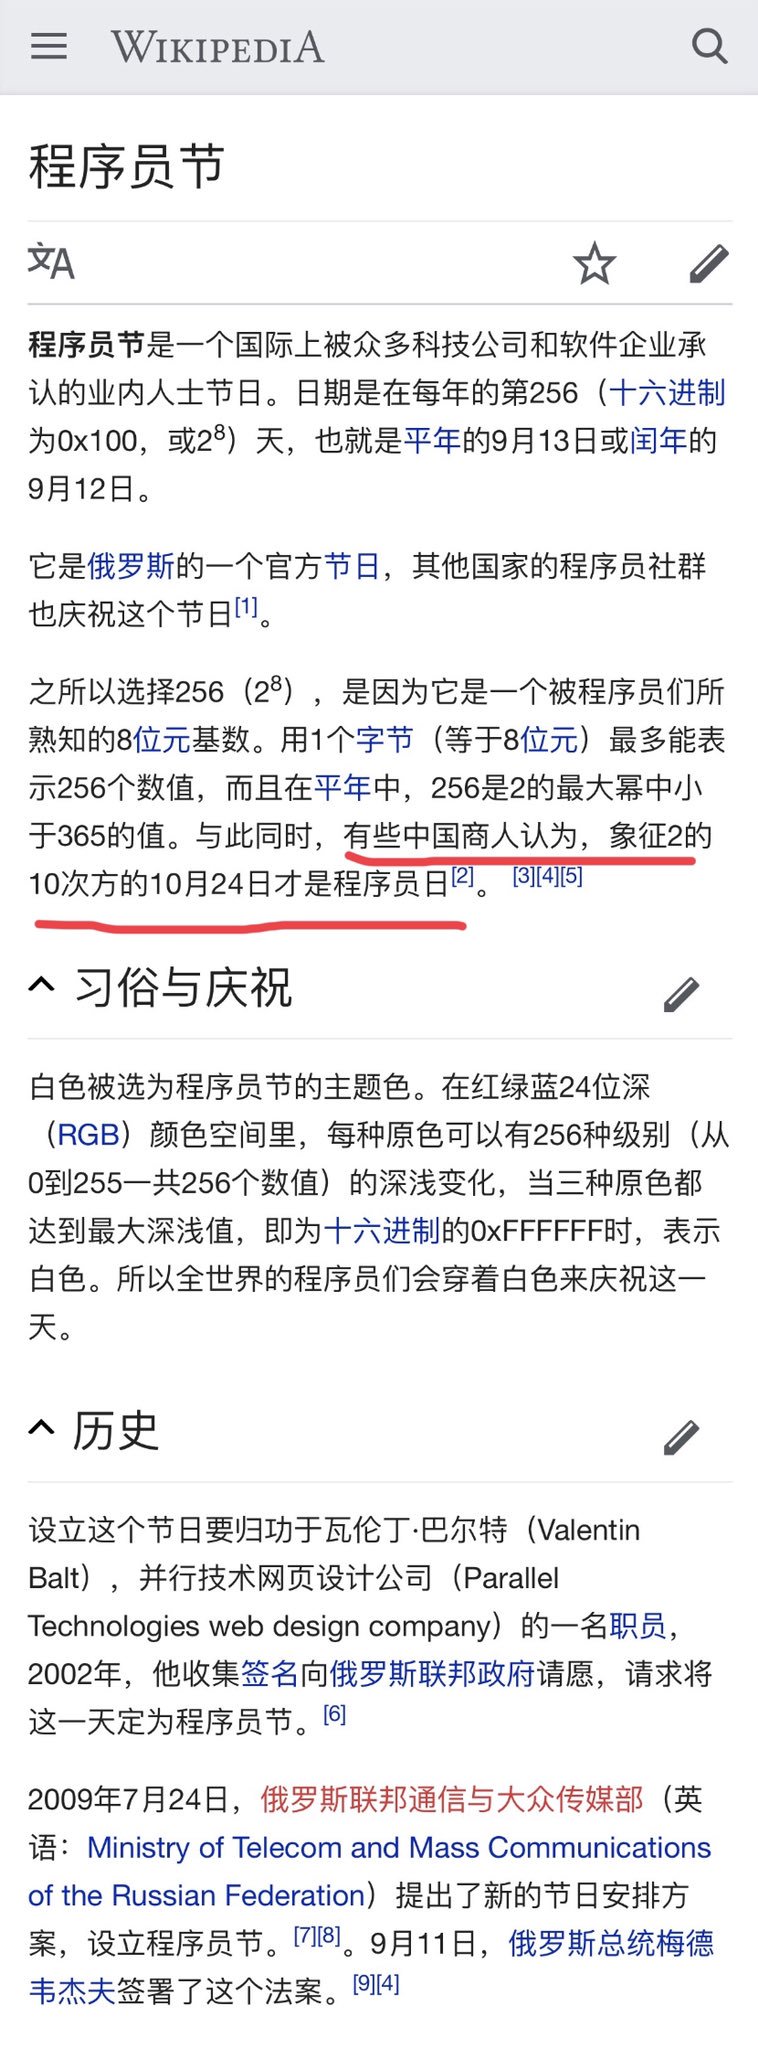 WIKIPEDIA
程序员节
文A
程序员节是一个国际上被众多科技公司和软件企业承
认的业内人士节日。日期是在每年的第256（十六进制
为0x100，或2⁸）天，也就是平年的9月13日或闰年的
9月12日。
它是俄罗斯的一个官方节日，其他国家的程序员社群
也庆祝这个节日[1]。
之所以选择256（2⁸），是因为它是一个被程序员们所
熟知的8位元基数。用1个字节（等于8位元）最多能表
示256个数值，而且在平年中，256是2的最大幂中小
于365的值。与此同时，有些中国商人认为，象征2的
10次方的10月24日才是程序员日[2]。 [3][4][5]
习俗与庆祝
白色被选为程序员节的主题色。在红绿蓝24位深
（RGB）颜色空间里，每种原色可以有256种级别（从
0到255一共256个数值）的深浅变化，当三种原色都
达到最大深浅值，即为十六进制的0xFFFFFF时，表示
白色。所以全世界的程序员们会穿着白色来庆祝这一
天。
历史
设立这个节日要归功于瓦伦丁·巴尔特（Valentin
Balt），并行技术网页设计公司（Parallel
Technologies web design company）的一名职员，
2002年，他收集签名向俄罗斯联邦政府请愿，请求将
这一天定为程序员节。[6]
2009年7月24日，俄罗斯联邦通信与大众传媒部（英
语：Ministry of Telecom and Mass Communications
of the Russian Federation）提出了新的节日安排方
案，设立程序员节。[7][8]。9月11日，俄罗斯总统梅德
韦杰夫签署了这个法案。[9][4]